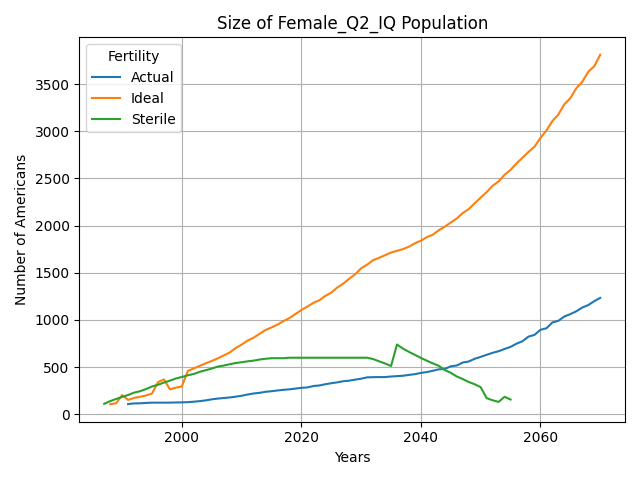 Size of Female_Q2_IQ Population
Fertility
Actual
Ideal
Sterile
Number of Americans
3500
3000
2500
2000
1500
1000
500
0
2000
2020
2040
2060
Years